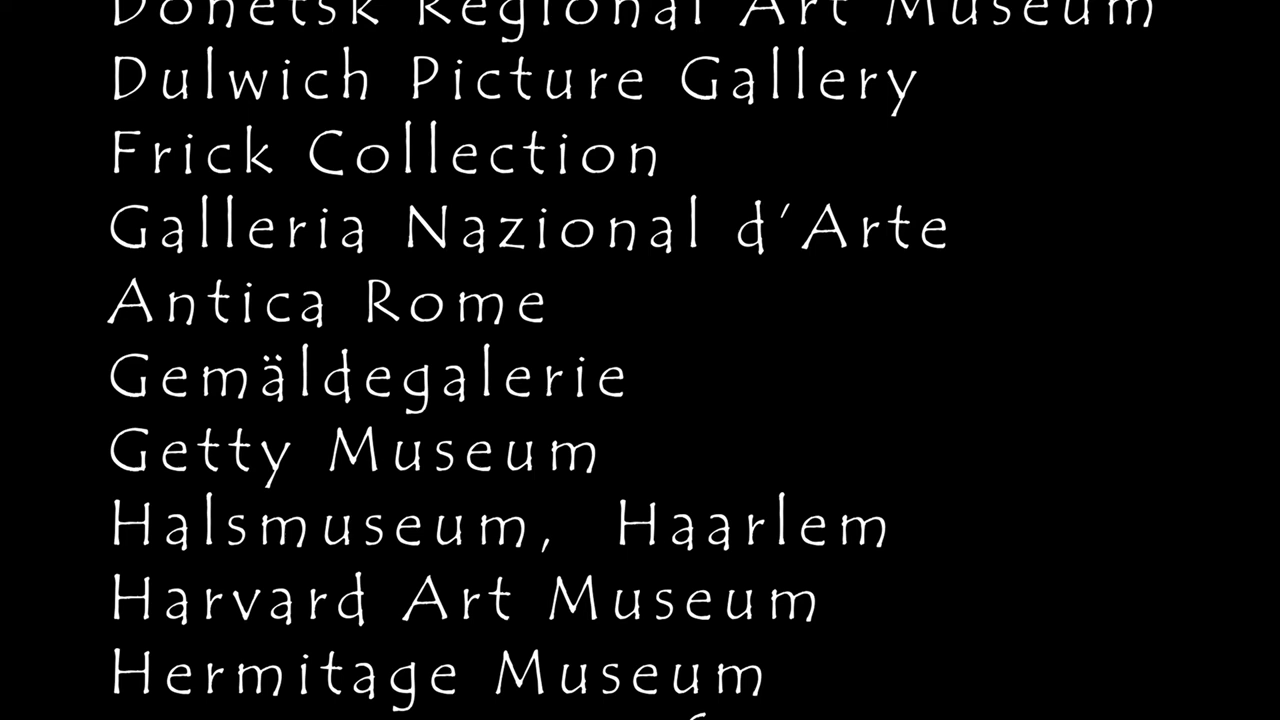 Donetsk Regional Art Museum
Dulwich Picture Gallery
Frick Collection
Galleria Nazional d’Arte
Antica Rome
Gemäldegalerie
Getty Museum
Halsmuseum, Haarlem
Harvard Art Museum
Hermitage Museum